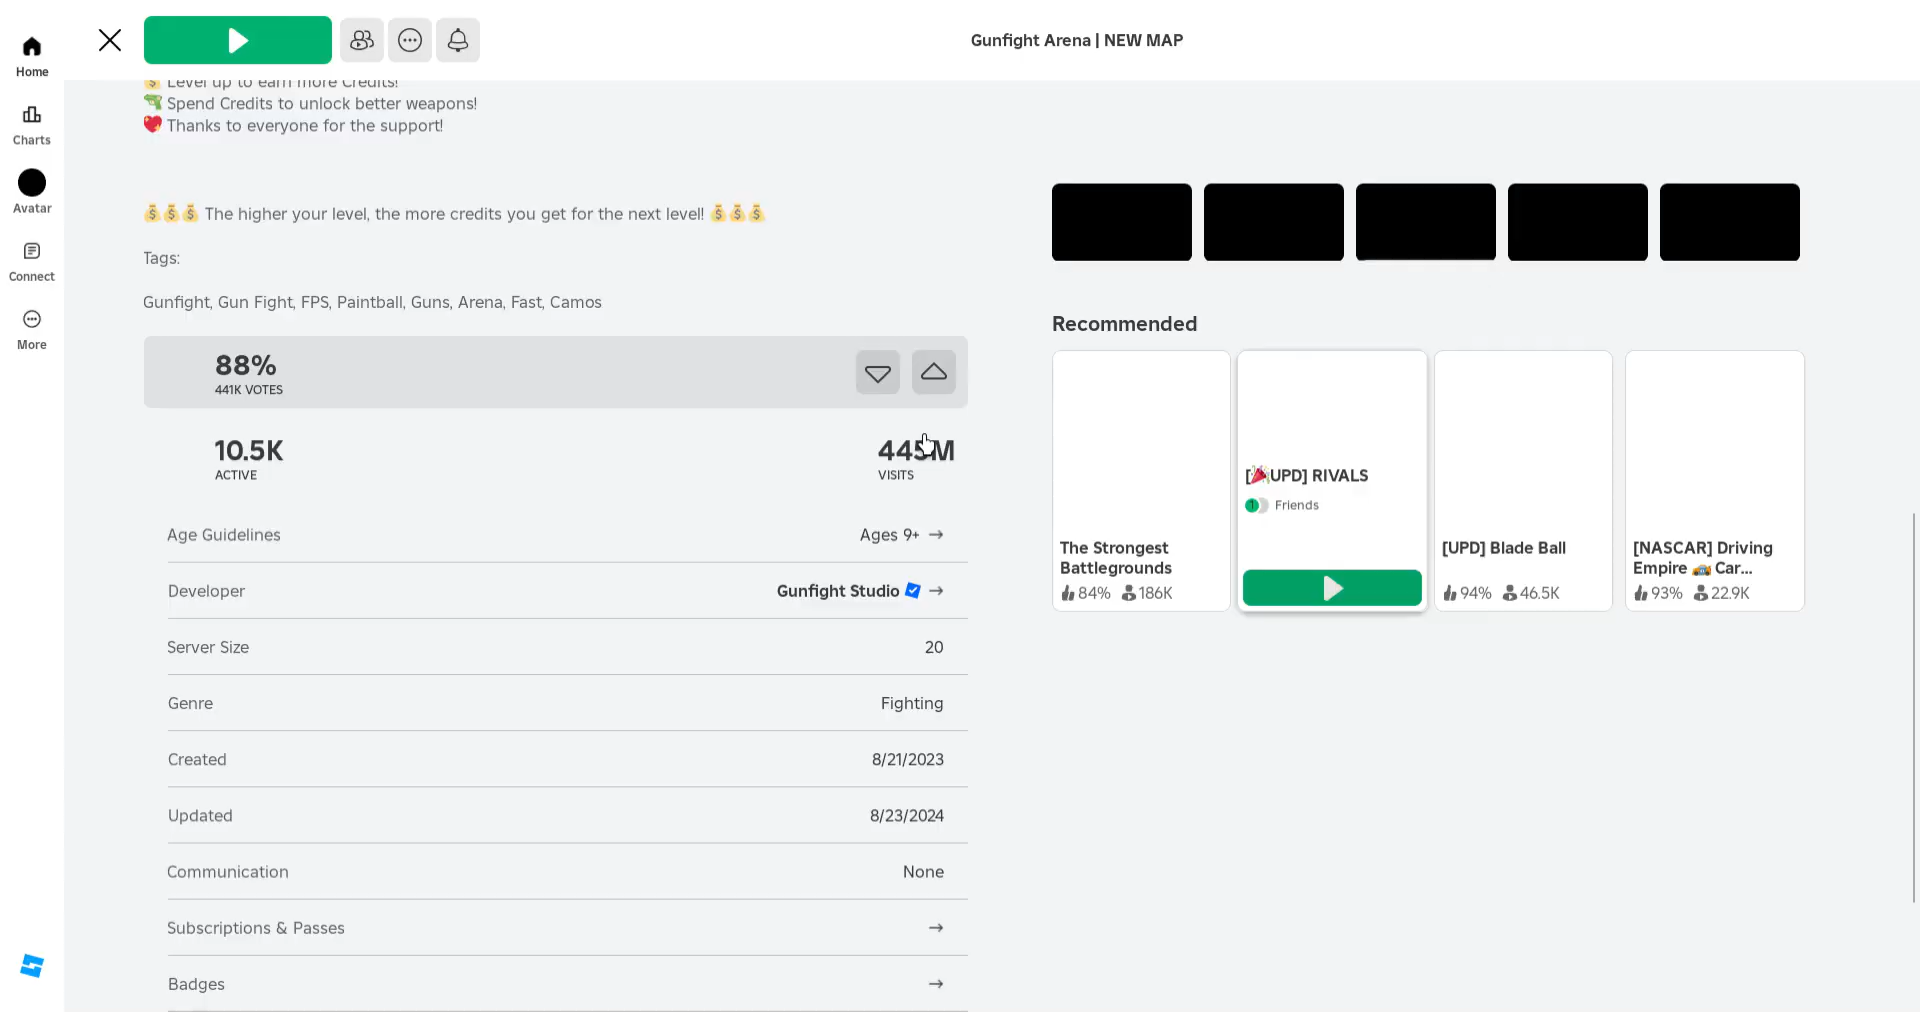 Gunfight Arena | NEW MAP
Home
Charts
Avatar
Connect
More
Level up to earn more Credits!
Spend Credits to unlock better weapons!
Thanks to everyone for the support!
💰💰💰 The higher your level, the more credits you get for the next level! 💰💰💰
Tags:
Gunfight, Gun Fight, FPS, Paintball, Guns, Arena, Fast, Camos
88%
441K VOTES
10.5K
ACTIVE
445M
VISITS
Age Guidelines
Ages 9+
Developer
Gunfight Studio
Server Size
20
Genre
Fighting
Created
8/21/2023
Updated
8/23/2024
Communication
None
Subscriptions & Passes
Badges
Recommended
The Strongest
Battlegrounds
84% 186K
[🎉UPD] RIVALS
1 Friends
[UPD] Blade Ball
94% 46.5K
[NASCAR] Driving
Empire 🚗 Car...
93% 22.9K